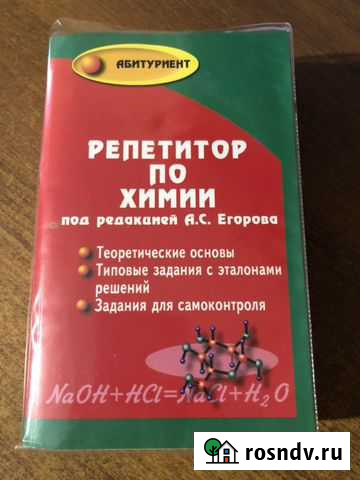 АБИТУРИЕНТ
РЕПЕТИТОР
ПО
ХИМИИ
под редакцией А.С. Егорова
Теоретические основы
Типовые задания с эталонами
решений
Задания для самоконтроля
NaOH+HCl=NaCl+H₂O
rosndv.ru